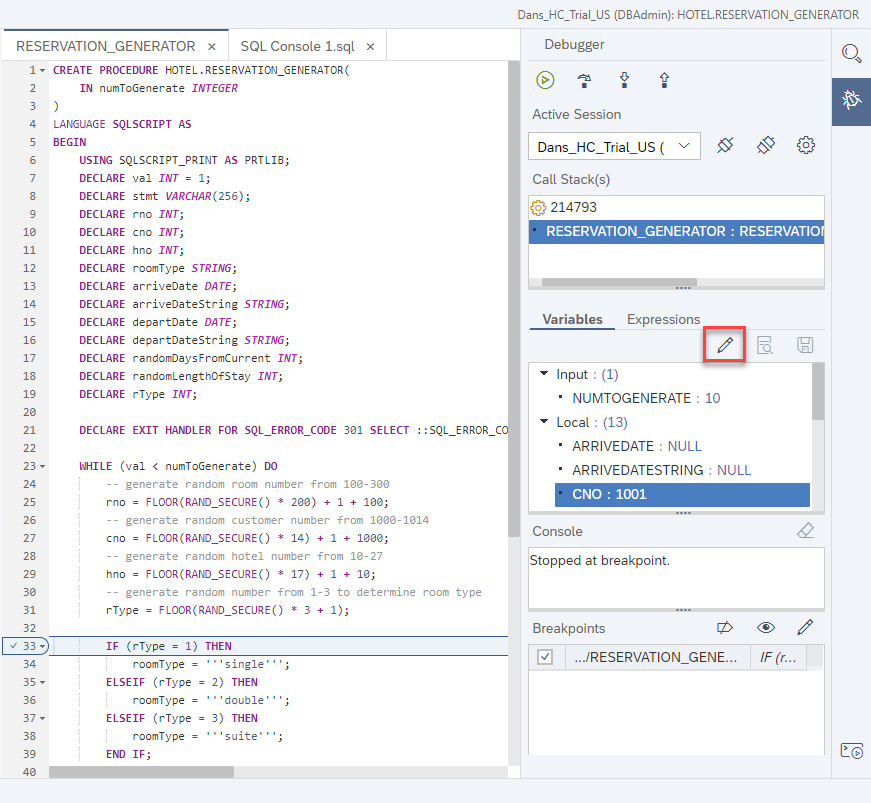 Dans_HC_Trial_US (DBAdmin): HOTEL.RESERVATION_GENERATOR
RESERVATION_GENERATOR ×
SQL Console 1.sql ×
1 CREATE PROCEDURE HOTEL.RESERVATION_GENERATOR(
2 IN numToGenerate INTEGER
3 )
4 LANGUAGE SQLSCRIPT AS
5 BEGIN
6 USING SQLSCRIPT_PRINT AS PRTLIB;
7 DECLARE val INT = 1;
8 DECLARE stmt VARCHAR(256);
9 DECLARE rno INT;
10 DECLARE cno INT;
11 DECLARE hno INT;
12 DECLARE roomType STRING;
13 DECLARE arriveDate DATE;
14 DECLARE arriveDateString STRING;
15 DECLARE departDate DATE;
16 DECLARE departDateString STRING;
17 DECLARE randomDaysFromCurrent INT;
18 DECLARE randomLengthOfStay INT;
19 DECLARE rType INT;
20
21 DECLARE EXIT HANDLER FOR SQL_ERROR_CODE 301 SELECT ::SQL_ERROR_CO
22
23 WHILE (val < numToGenerate) DO
24 -- generate random room number from 100-300
25 rno = FLOOR(RAND_SECURE() * 200) + 1 + 100;
26 -- generate random customer number from 1000-1014
27 cno = FLOOR(RAND_SECURE() * 14) + 1 + 1000;
28 -- generate random hotel number from 10-27
29 hno = FLOOR(RAND_SECURE() * 17) + 1 + 10;
30 -- generate random number from 1-3 to determine room type
31 rType = FLOOR(RAND_SECURE() * 3 + 1);
32
33 IF (rType = 1) THEN
34 roomType = '''single''';
35 ELSEIF (rType = 2) THEN
36 roomType = '''double''';
37 ELSEIF (rType = 3) THEN
38 roomType = '''suite''';
39 END IF;
40
Debugger
Active Session
Dans_HC_Trial_US (
Call Stack(s)
214793
RESERVATION_GENERATOR : RESERVATION
Variables
Expressions
Input : (1)
NUMTOGENERATE : 10
Local : (13)
ARRIVEDATE : NULL
ARRIVEDATESTRING : NULL
CNO : 1001
Console
Stopped at breakpoint.
Breakpoints
.../RESERVATION_GENE...
IF (r...